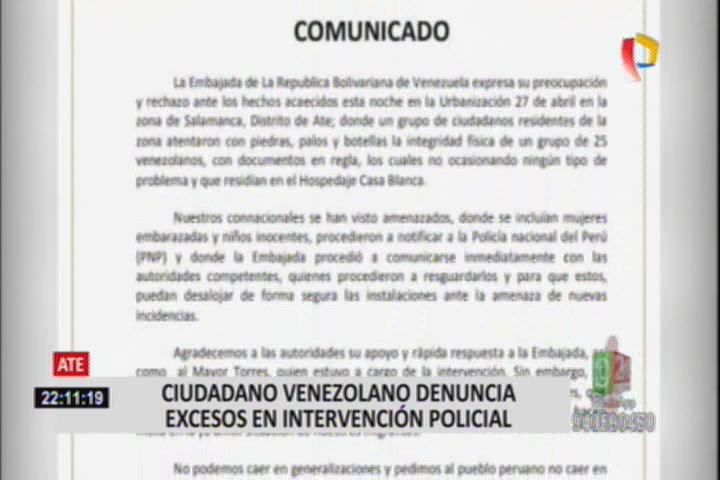 COMUNICADO
La Embajada de La Republica Bolivariana de Venezuela expresa su preocupación
y rechazo ante los hechos acaecidos esta noche en la Urbanización 27 de abril en la
zona de Salamanca, Distrito de Ate; donde un grupo de ciudadanos residentes de la
zona atentaron con piedras, palos y botellas la integridad física de un grupo de 25
venezolanos, con documentos en regla, los cuales no ocasionando ningún tipo de
problema y que residían en el Hospedaje Casa Blanca.
Nuestros connacionales se han visto amenazados, donde se incluían mujeres
embarazadas y niños inocentes, procedieron a notificar a la Policía nacional del Perú
(PNP) y donde la Embajada procedió a comunicarse inmediatamente con las
autoridades competentes, quienes procedieron a resguardarlos y para que estos,
puedan desalojar de forma segura las instalaciones ante la amenaza de nuevas
incidencias.
Agradecemos a las autoridades su apoyo y rápida respuesta a la Embajada,
como al Mayor Torres, quien estuvo a cargo de la intervención. Sin embargo,
ATE
22:11:19
CIUDADANO VENEZOLANO DENUNCIA
EXCESOS EN INTERVENCIÓN POLICIAL
No podemos caer en generalizaciones y pedimos al pueblo peruano no caer en